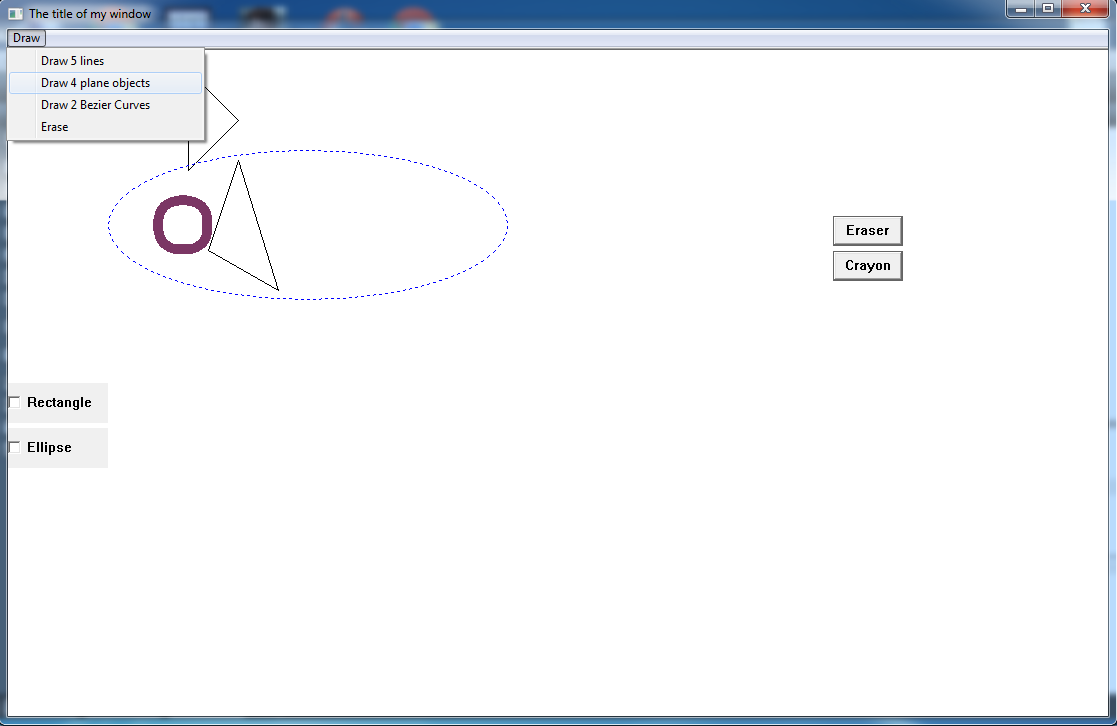 The title of my window
Draw
Draw 5 lines
Draw 4 plane objects
Draw 2 Bezier Curves
Erase
Eraser
Crayon
Rectangle
Ellipse